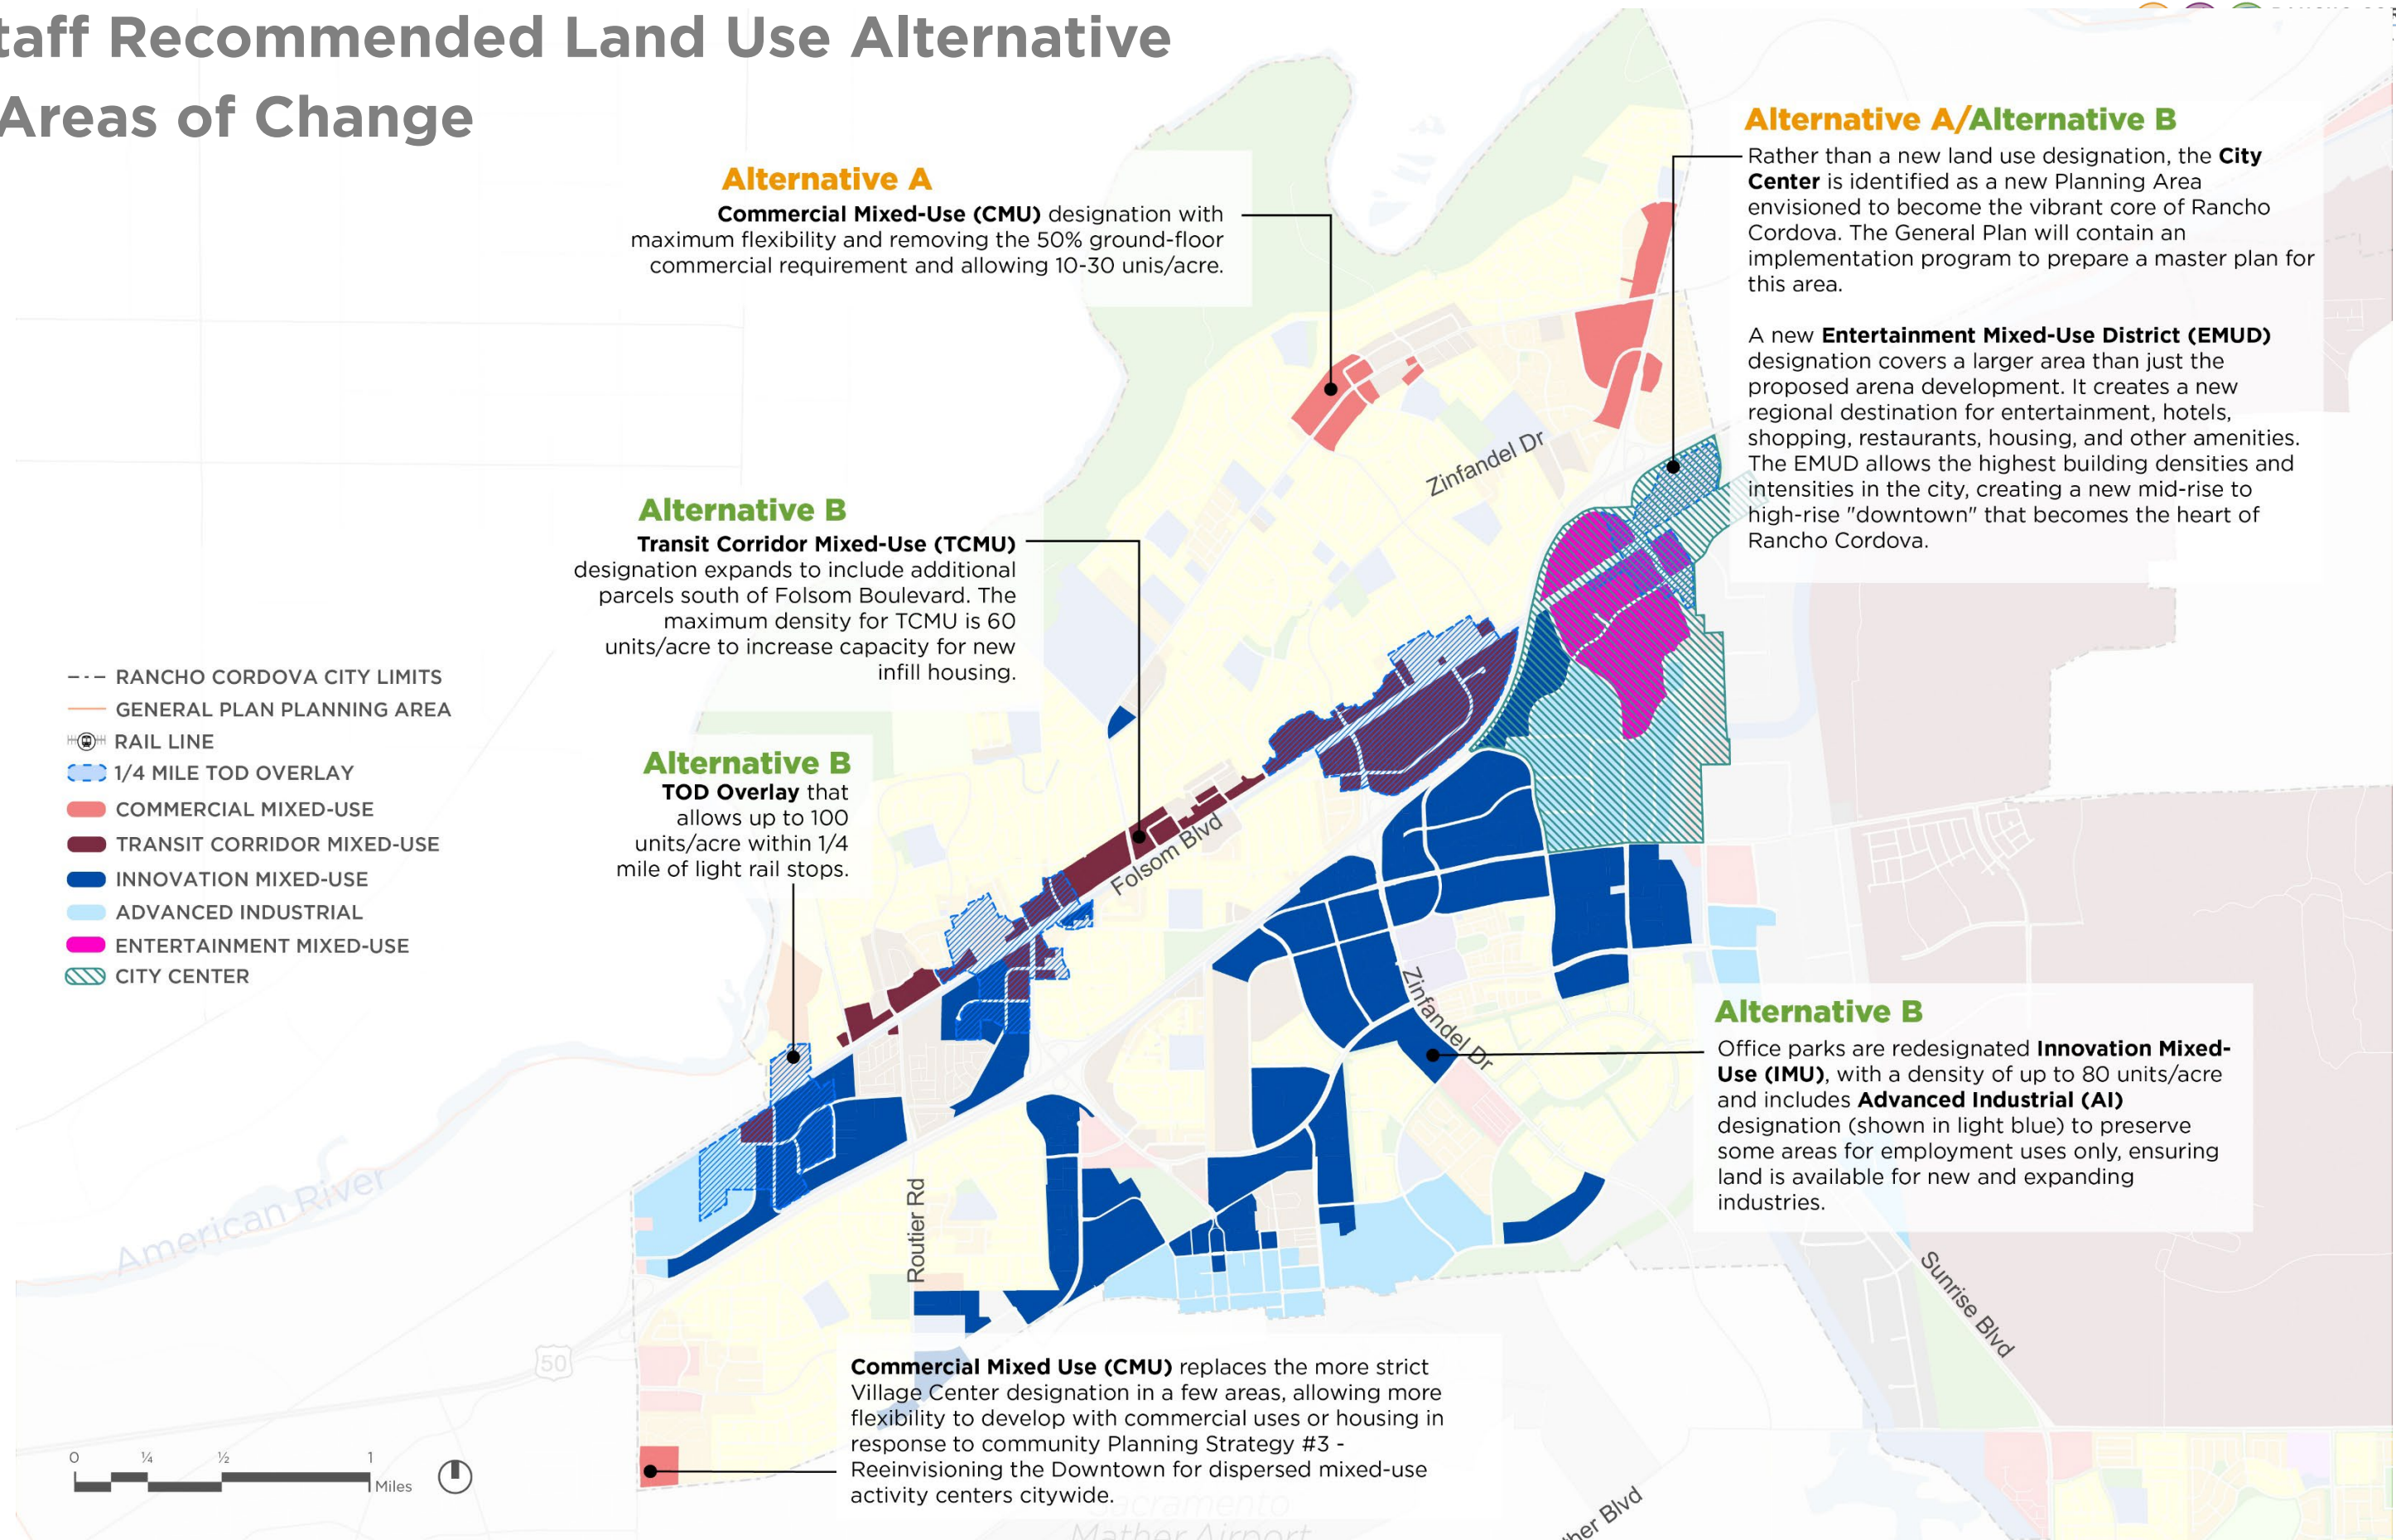 taff Recommended Land Use Alternative
Areas of Change
Alternative A
Commercial Mixed-Use (CMU) designation with
maximum flexibility and removing the 50% ground-floor
commercial requirement and allowing 10-30 unis/acre.
Alternative A/Alternative B
Rather than a new land use designation, the City
Center is identified as a new Planning Area
envisioned to become the vibrant core of Rancho
Cordova. The General Plan will contain an
implementation program to prepare a master plan for
this area.
A new Entertainment Mixed-Use District (EMUD)
designation covers a larger area than just the
proposed arena development. It creates a new
regional destination for entertainment, hotels,
shopping, restaurants, housing, and other amenities.
The EMUD allows the highest building densities and
intensities in the city, creating a new mid-rise to
high-rise "downtown" that becomes the heart of
Rancho Cordova.
Zinfandel Dr
Alternative B
Transit Corridor Mixed-Use (TCMU)
designation expands to include additional
parcels south of Folsom Boulevard. The
maximum density for TCMU is 60
units/acre to increase capacity for new
infill housing.
RANCHO CORDOVA CITY LIMITS
GENERAL PLAN PLANNING AREA
RAIL LINE
1/4 MILE TOD OVERLAY
COMMERCIAL MIXED-USE
TRANSIT CORRIDOR MIXED-USE
INNOVATION MIXED-USE
ADVANCED INDUSTRIAL
ENTERTAINMENT MIXED-USE
CITY CENTER
Alternative B
TOD Overlay that
allows up to 100
units/acre within 1/4
mile of light rail stops.
Folsom Blvd
Zinfandel Dr
Alternative B
Office parks are redesignated Innovation Mixed-
Use (IMU), with a density of up to 80 units/acre
and includes Advanced Industrial (AI)
designation (shown in light blue) to preserve
some areas for employment uses only, ensuring
land is available for new and expanding
industries.
American River
Routier Rd
Sunrise Blvd
50
Commercial Mixed Use (CMU) replaces the more strict
Village Center designation in a few areas, allowing more
flexibility to develop with commercial uses or housing in
response to community Planning Strategy #3 -
Reeinvisioning the Downtown for dispersed mixed-use
activity centers citywide.
0 ¼ ½ 1
Miles
Sacramento
Mather Airport
her Blvd